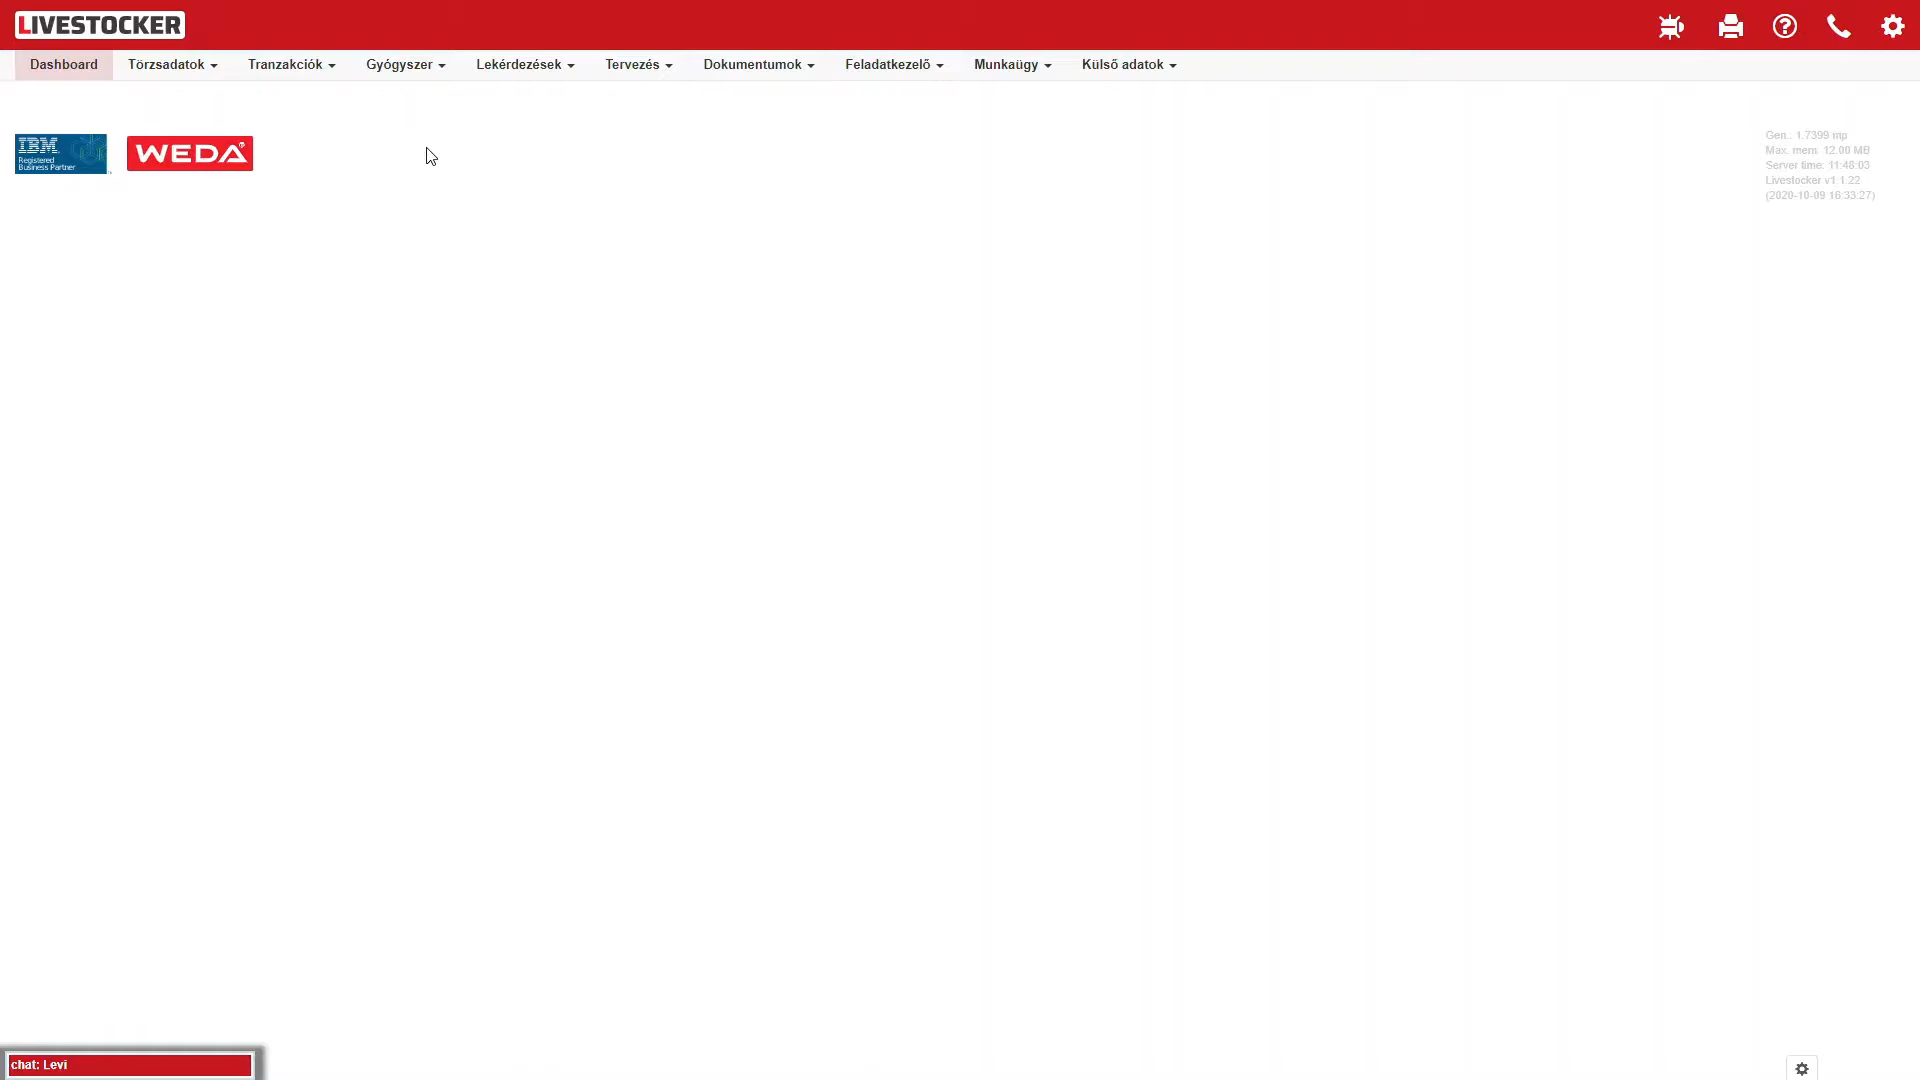 LIVESTOCKER
Dashboard Törzsadatok Tranzakciók Gyógyszer Lekérdezések Tervezés Dokumentumok Feladatkezelő Munkaügy Külső adatok
IBM
Registered
Business Partner
WEDA
Gen.: 1.7399 mp
Max. mem: 12.00 MB
Server time: 11:48:03
Livestocker v1.1.22
(2020-10-09 16:33:27)
chat: Levi